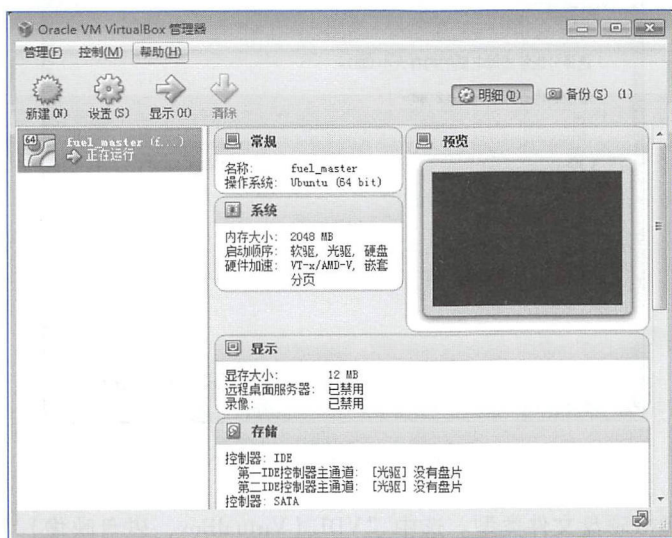 Oracle VM VirtualBox 管理器
管理(F) 控制(M) 帮助(H)
新建(N) 设置(S) 显示(H) 清除
明细(D) 备份(S) (1)
64
fuel_master (f...)
正在运行
常规
名称: fuel_master
操作系统: Ubuntu (64 bit)
系统
内存大小: 2048 MB
启动顺序: 软驱, 光驱, 硬盘
硬件加速: VT-x/AMD-V, 嵌套
分页
预览
显示
显存大小: 12 MB
远程桌面服务器: 已禁用
录像: 已禁用
存储
控制器: IDE
第一IDE控制器主通道: [光驱] 没有盘片
第二IDE控制器主通道: [光驱] 没有盘片
控制器: SATA